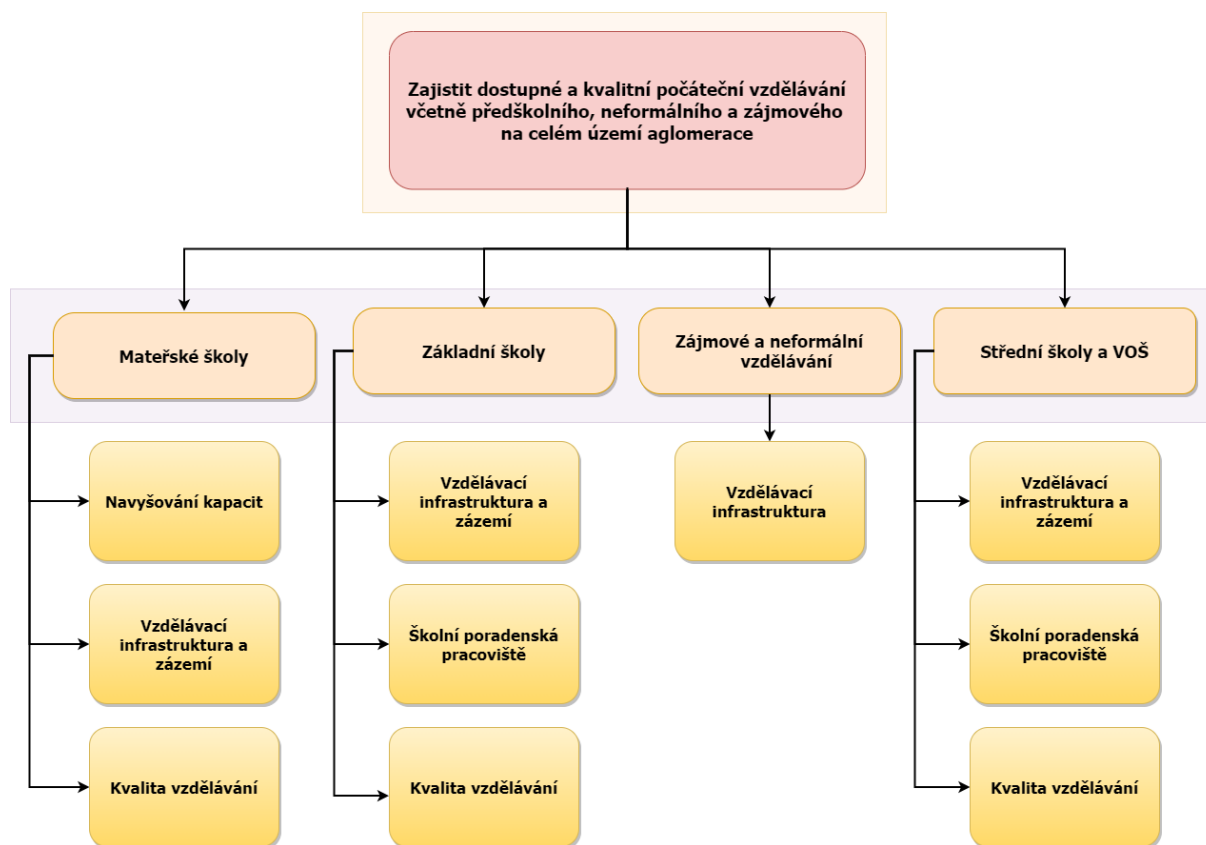 Zajistit dostupné a kvalitní počáteční vzdělávání
včetně předškolního, neformálního a zájmového
na celém území aglomerace
Mateřské školy
Základní školy
Zájmové a neformální
vzdělávání
Střední školy a VOŠ
Navyšování kapacit
Vzdělávací
infrastruktura a
zázemí
Vzdělávací
infrastruktura
Vzdělávací
infrastruktura a
zázemí
Vzdělávací
infrastruktura a
zázemí
Školní poradenská
pracoviště
Školní poradenská
pracoviště
Kvalita vzdělávání
Kvalita vzdělávání
Kvalita vzdělávání